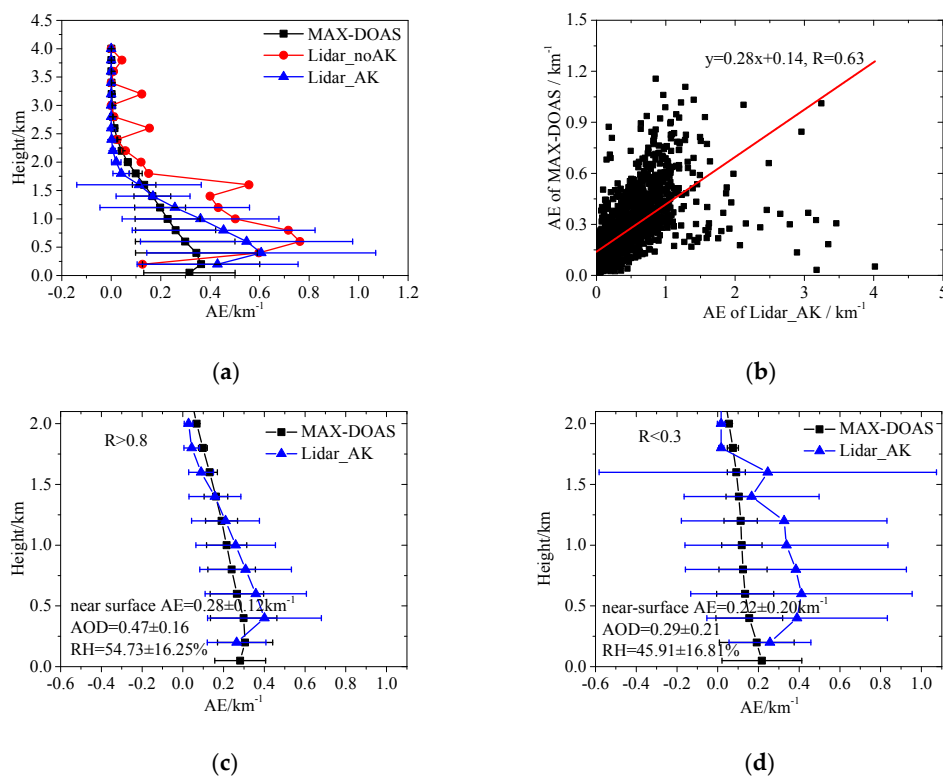 4.5
4.0
3.5
3.0
2.5
2.0
1.5
1.0
0.5
0.0
Height/km
-0.2 0.0 0.2 0.4 0.6 0.8 1.0 1.2
AE/km-1
MAX-DOAS
Lidar_noAK
Lidar_AK
(a)
1.5
1.2
0.9
0.6
0.3
0.0
AE of MAX-DOAS / km-1
y=0.28x+0.14, R=0.63
0 1 2 3 4 5
AE of Lidar_AK / km-1
(b)
2.0
1.5
1.0
0.5
0.0
Height/km
R>0.8
MAX-DOAS
Lidar_AK
near surface AE=0.28±0.12km-1
AOD=0.47±0.16
RH=54.73±16.25%
-0.6 -0.4 -0.2 0.0 0.2 0.4 0.6 0.8 1.0
AE/km-1
(c)
2.0
1.5
1.0
0.5
0.0
Height/km
R<0.3
MAX-DOAS
Lidar_AK
near-surface AE=0.22±0.20km-1
AOD=0.29±0.21
RH=45.91±16.81%
-0.6 -0.4 -0.2 0.0 0.2 0.4 0.6 0.8 1.0
AE/km-1
(d)